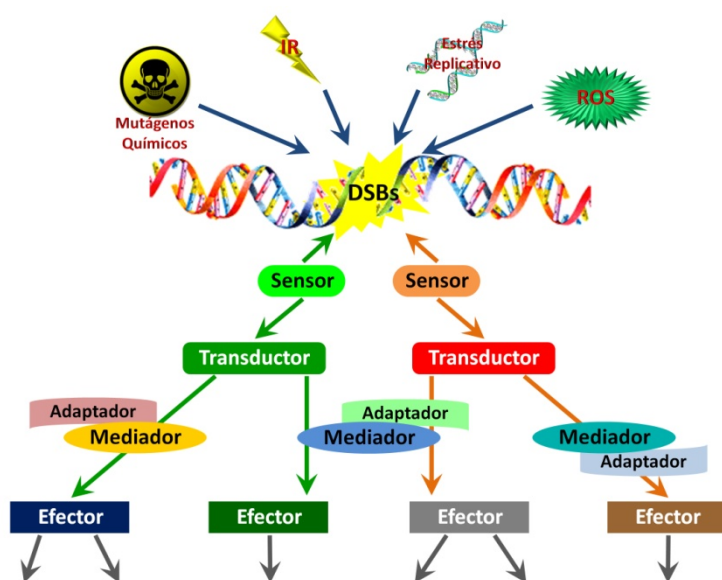 IR
Estrés
Replicativo
Mutágenos
Químicos
ROS
DSBs
Sensor
Sensor
Transductor
Transductor
Adaptador
Mediador
Adaptador
Mediador
Mediador
Adaptador
Efector
Efector
Efector
Efector